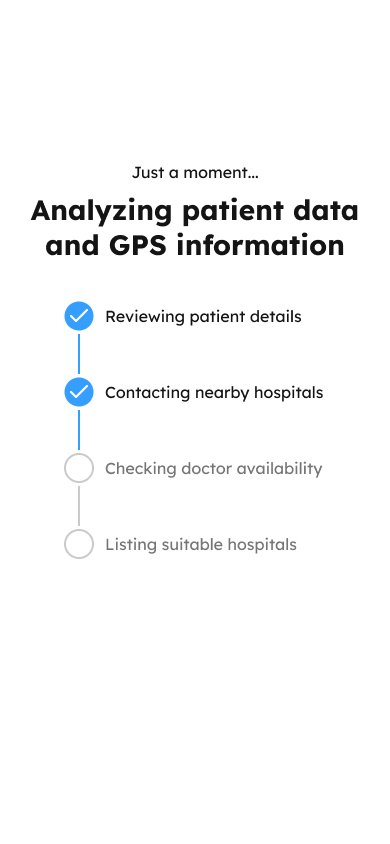 Just a moment...
Analyzing patient data
and GPS information
Reviewing patient details
Contacting nearby hospitals
Checking doctor availability
Listing suitable hospitals